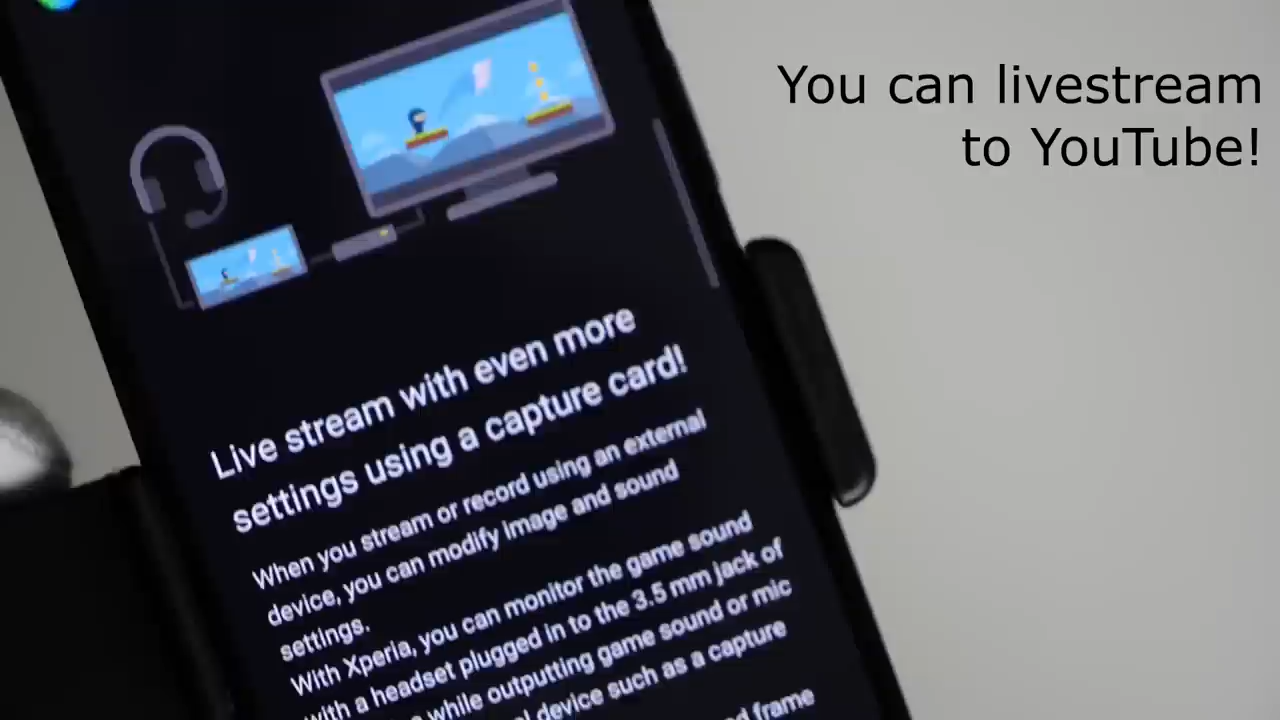 You can livestream
to YouTube!
Live stream with even more
settings using a capture card!
When you stream or record using an external
device, you can modify image and sound
settings.
With Xperia, you can monitor the game sound
with a headset plugged in to the 3.5 mm jack of
while outputting game sound or mic
device such as a capture
frame